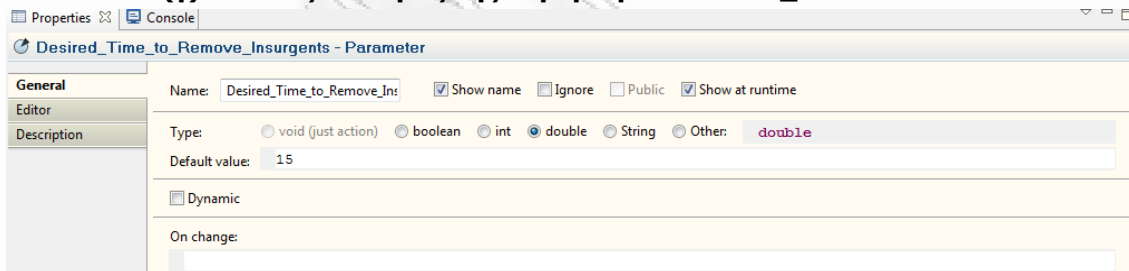 Properties Console
Desired_Time_to_Remove_Insurgents - Parameter
General
Editor
Description
Name: Desired_Time_to_Remove_Ins Show name Ignore Public Show at runtime
Type: void (just action) boolean int double String Other: double
Default value: 15
Dynamic
On change: